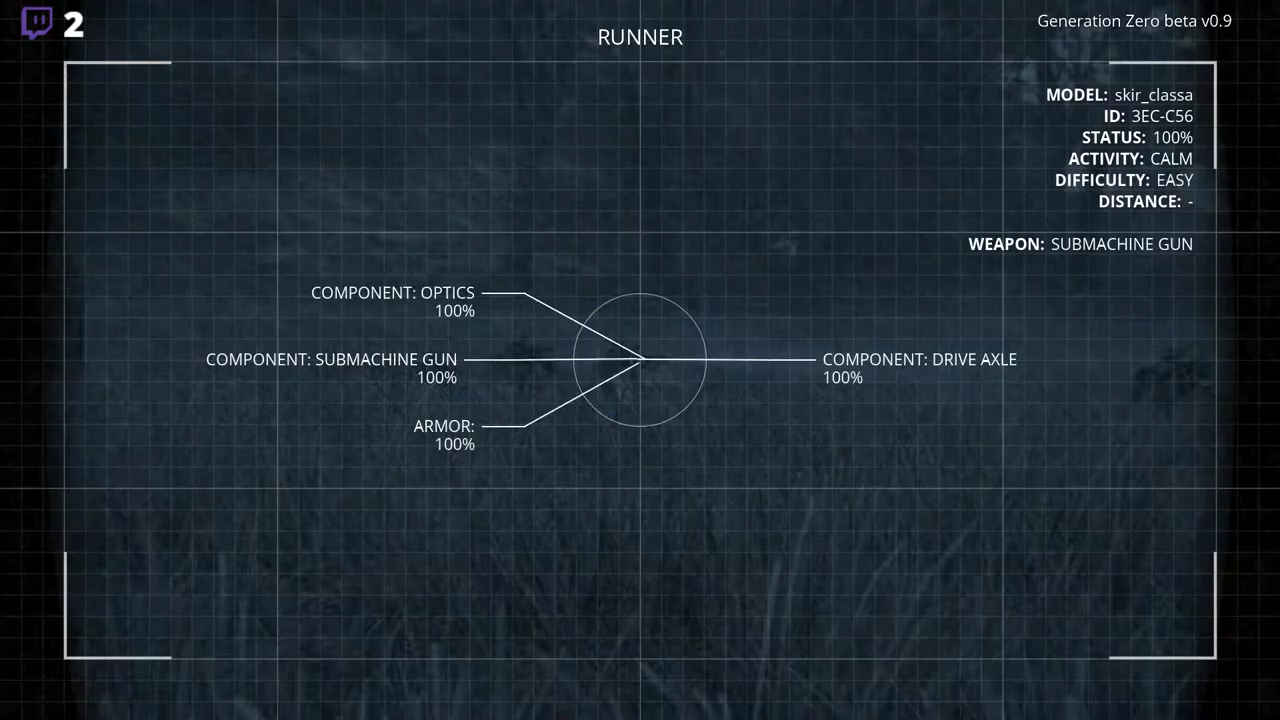 2
Generation Zero beta v0.9
RUNNER
MODEL: skir_classa
ID: 3EC-C56
STATUS: 100%
ACTIVITY: CALM
DIFFICULTY: EASY
DISTANCE: -
WEAPON: SUBMACHINE GUN
COMPONENT: OPTICS
100%
COMPONENT: SUBMACHINE GUN
100%
COMPONENT: DRIVE AXLE
100%
ARMOR:
100%